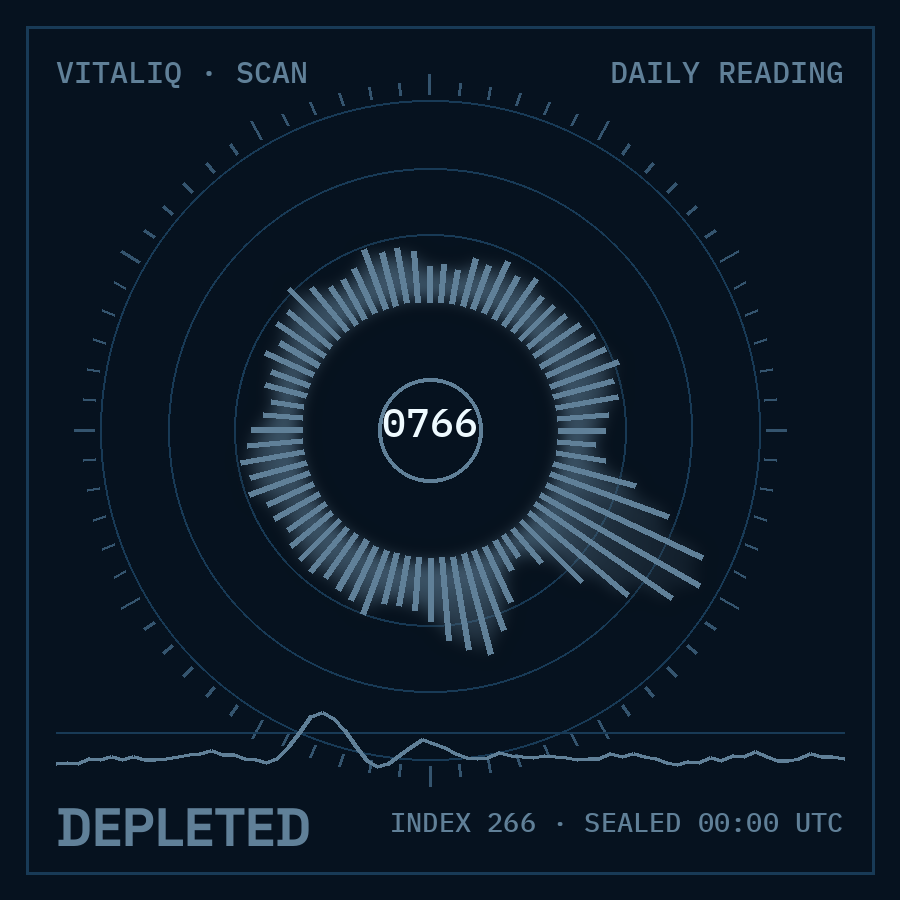 VITALIQ · SCAN
DAILY READING
0766
DEPLETED
INDEX 266 · SEALED 00:00 UTC